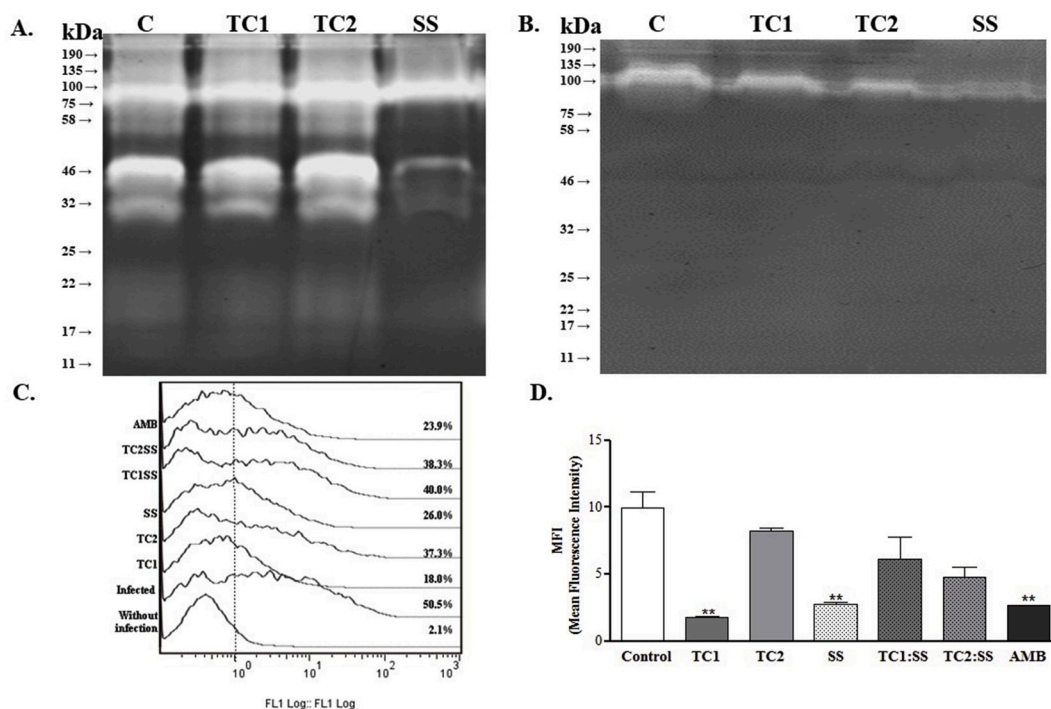 A.
kDa
C TC1 TC2 SS
190 →
135 →
100 →
75 →
58 →
46 →
32 →
25 →
22 →
17 →
11 →
B.
kDa
C TC1 TC2 SS
190 →
135 →
100 →
75 →
58 →
46 →
32 →
25 →
22 →
17 →
11 →
C.
AMB 23.9%
TC2SS 38.3%
TC1SS 40.0%
SS 26.0%
TC2 37.3%
TC1 18.0%
Infected 50.5%
Without
infection 2.1%
10⁰ 10¹ 10² 10³
FL1 Log:: FL1 Log
D.
MFI
(Mean Fluorescence Intensity)
15
10
5
0
** ** **
Control TC1 TC2 SS TC1:SS TC2:SS AMB